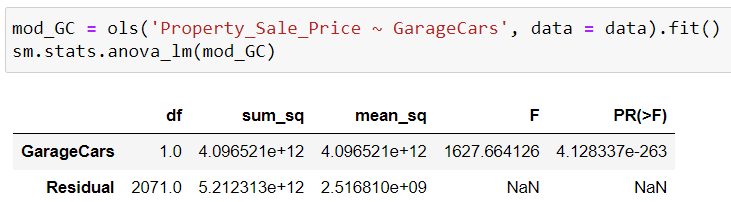 mod_GC = ols('Property_Sale_Price ~ GarageCars', data = data).fit()
sm.stats.anova_lm(mod_GC)
df sum_sq mean_sq F PR(>F)
GarageCars 1.0 4.096521e+12 4.096521e+12 1627.664126 4.128337e-263
Residual 2071.0 5.212313e+12 2.516810e+09 NaN NaN